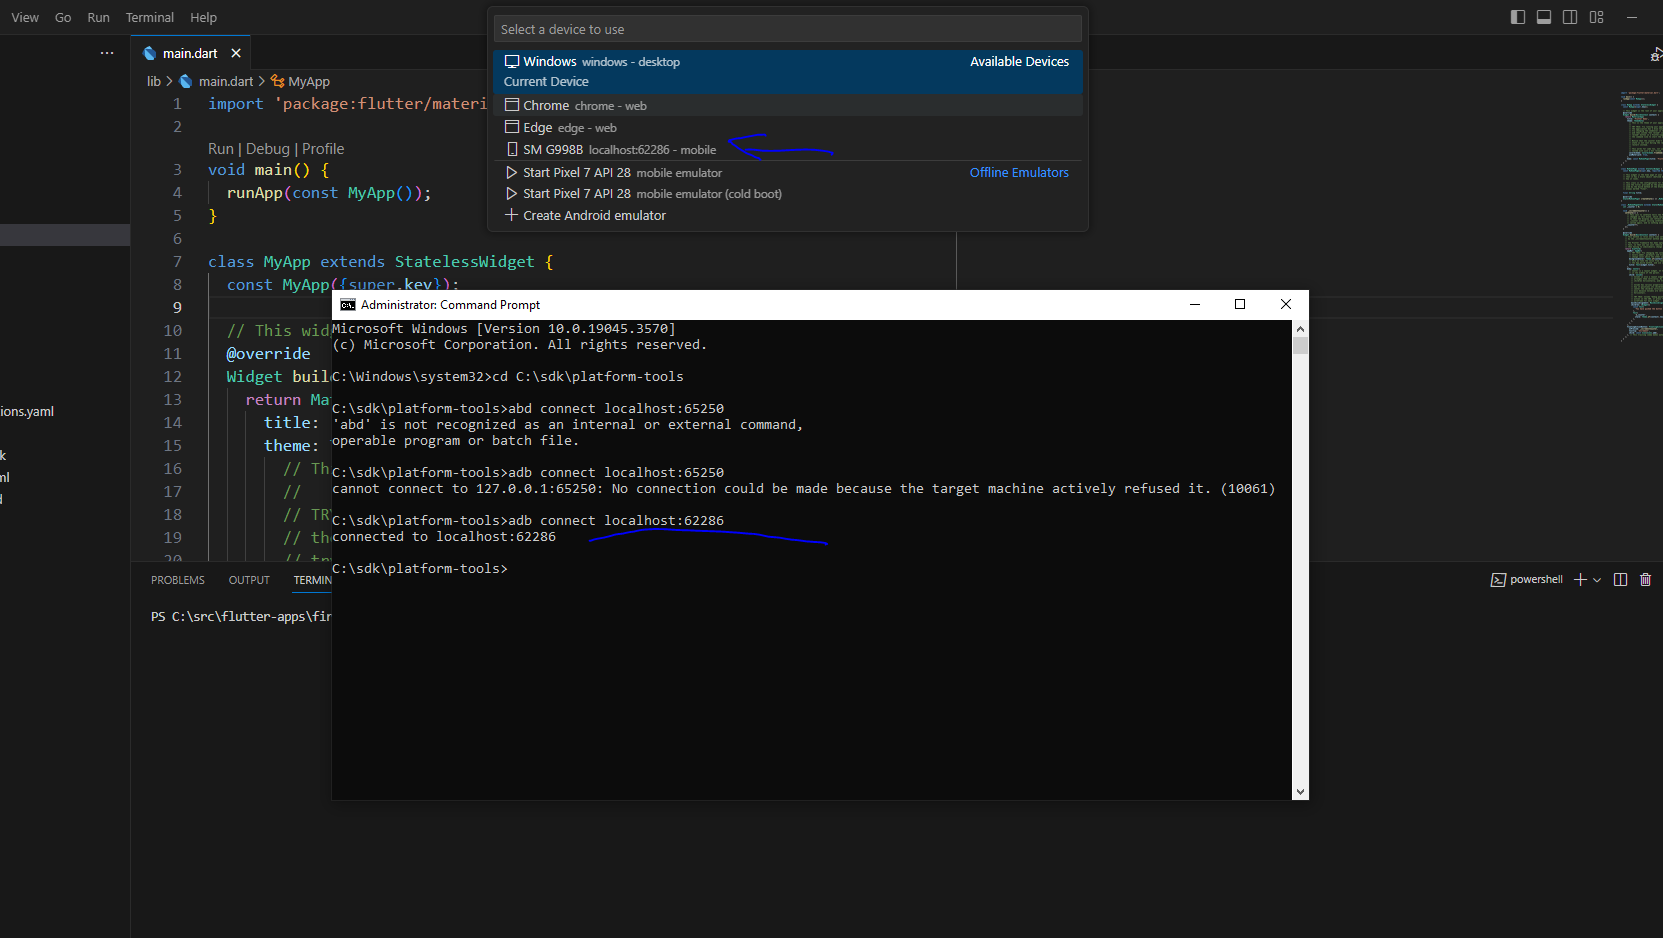 View Go Run Terminal Help
Select a device to use
Windows windows - desktop Available Devices
Current Device
Chrome chrome - web
Edge edge - web
SM G998B localhost:62286 - mobile
Start Pixel 7 API 28 mobile emulator Offline Emulators
Start Pixel 7 API 28 mobile emulator (cold boot)
Create Android emulator
main.dart
lib > main.dart > MyApp
1 import 'package:flutter/materi
2
Run | Debug | Profile
3 void main() {
4 runApp(const MyApp());
5 }
6
7 class MyApp extends StatelessWidget {
8 const MyApp({super.key});
9
10 // This wid
11 @override
12 Widget buil
13 return Ma
14 title:
15 theme:
16 // Th
17 //
18 // TR
19 // the
20 // tr
ions.yaml
k
ml
d
Administrator: Command Prompt
Microsoft Windows [Version 10.0.19045.3570]
(c) Microsoft Corporation. All rights reserved.
C:\Windows\system32>cd C:\sdk\platform-tools
C:\sdk\platform-tools>abd connect localhost:65250
'abd' is not recognized as an internal or external command,
operable program or batch file.
C:\sdk\platform-tools>adb connect localhost:65250
cannot connect to 127.0.0.1:65250: No connection could be made because the target machine actively refused it. (10061)
C:\sdk\platform-tools>adb connect localhost:62286
connected to localhost:62286
C:\sdk\platform-tools>
PROBLEMS OUTPUT TERMIN
powershell
PS C:\src\flutter-apps\fir